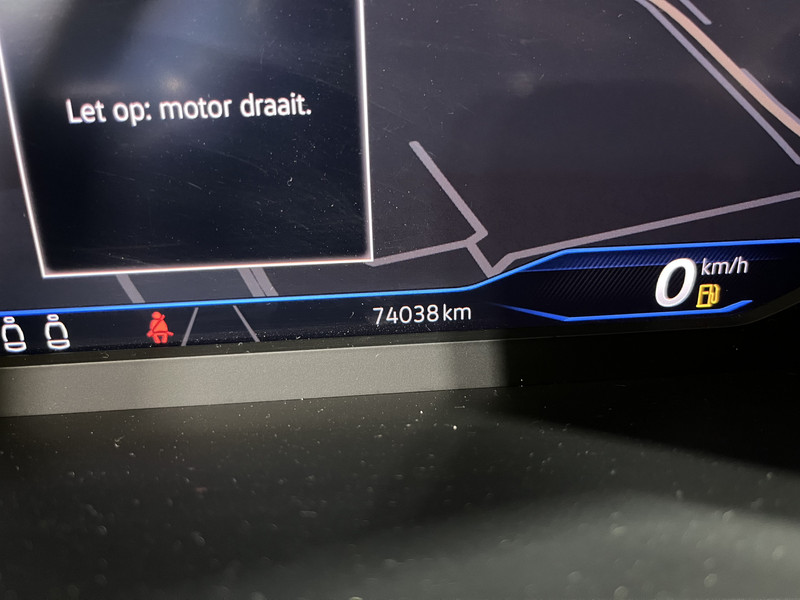 Let op: motor draait.
0 km/h
74038 km